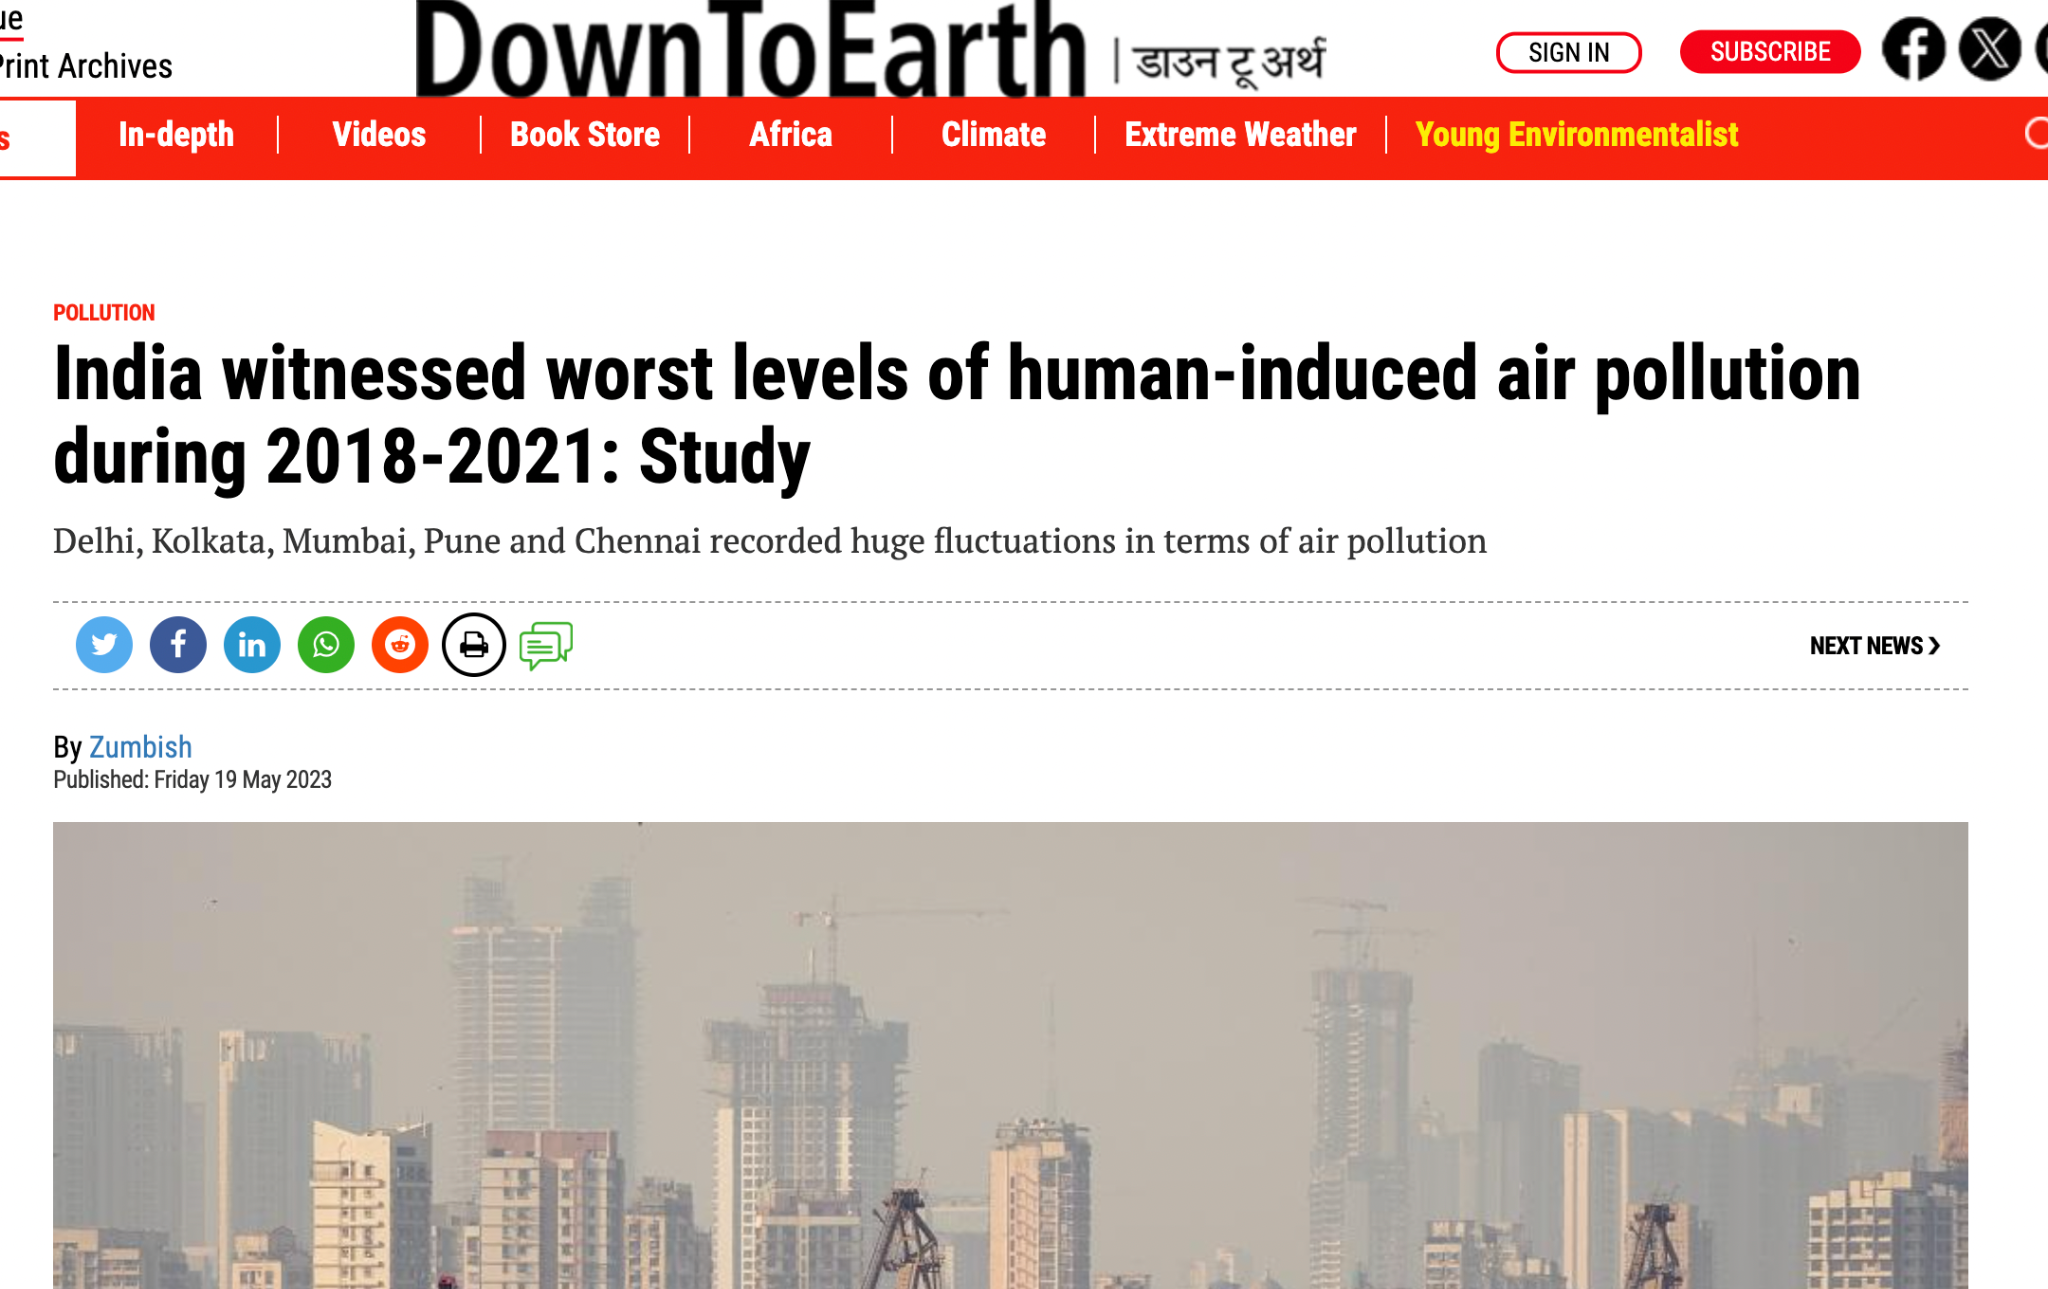 Print Archives
DownToEarth | डाउन टू अर्थ
SIGN IN
SUBSCRIBE
In-depth
Videos
Book Store
Africa
Climate
Extreme Weather
Young Environmentalist
POLLUTION
India witnessed worst levels of human-induced air pollution
during 2018-2021: Study
Delhi, Kolkata, Mumbai, Pune and Chennai recorded huge fluctuations in terms of air pollution
NEXT NEWS ❯
By Zumbish
Published: Friday 19 May 2023